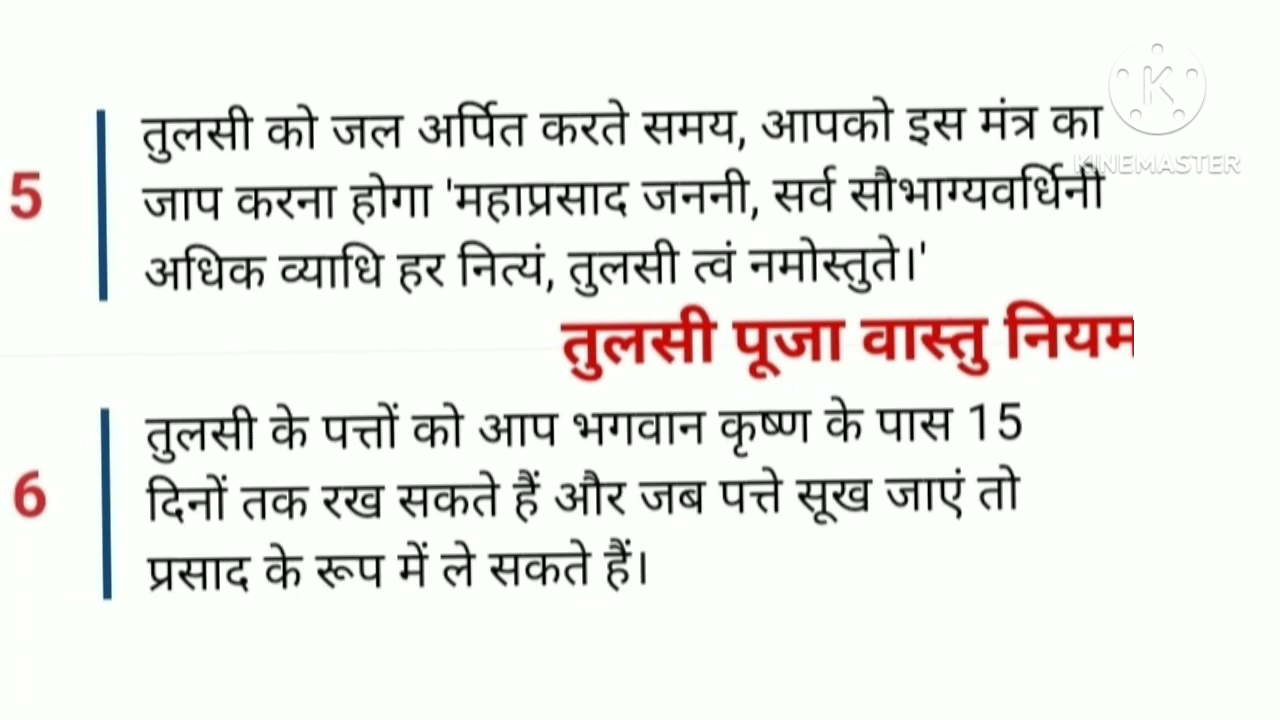 तुलसी को जल अर्पित करते समय, आपको इस मंत्र का
KINEMASTER
5
जाप करना होगा 'महाप्रसाद जननी, सर्व सौभाग्यवर्धिनी
अधिक व्याधि हर नित्यं, तुलसी त्वं नमोस्तुते।'
तुलसी पूजा वास्तु नियम
तुलसी के पत्तों को आप भगवान कृष्ण के पास 15
6
दिनों तक रख सकते हैं और जब पत्ते सूख जाएं तो
प्रसाद के रूप में ले सकते हैं।